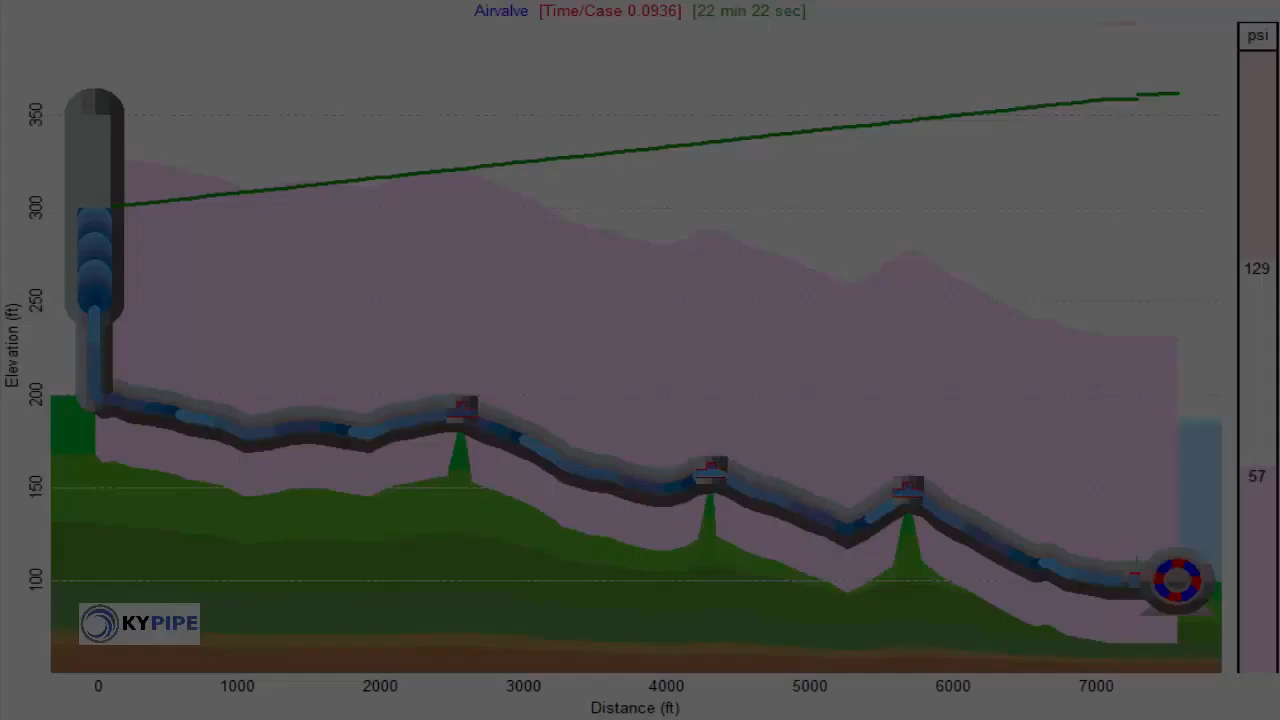 Airvalve [Time/Case 0.0936] [22 min 22 sec]
psi
129
57
Elevation (ft)
350
300
250
200
150
100
KYPIPE
0 1000 2000 3000 4000 5000 6000 7000
Distance (ft)